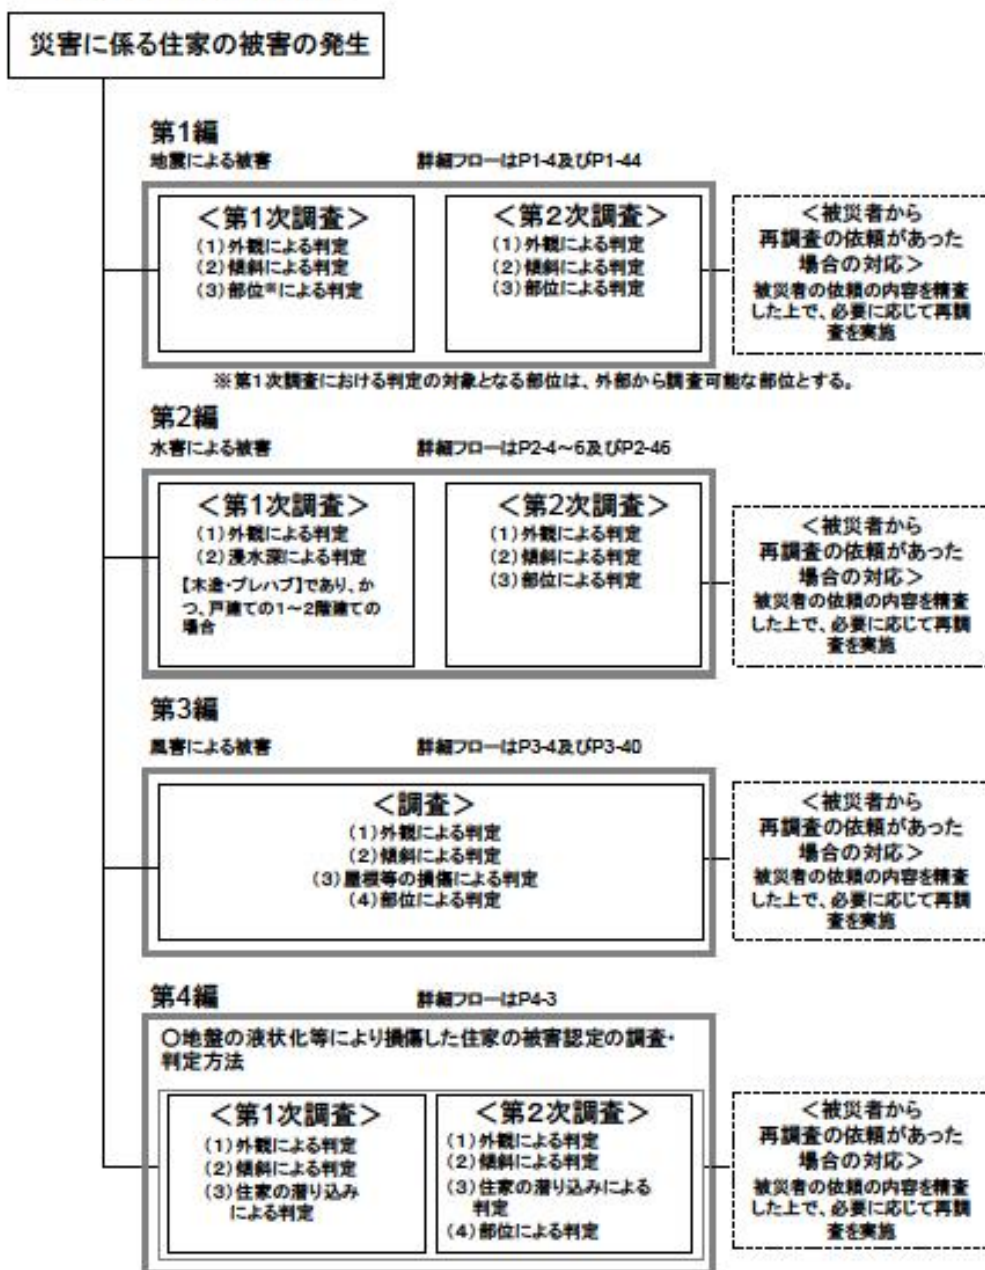 災害に係る住家の被害の発生
第1編
地震による被害 詳細フローはP1-4及びP1-44
＜第1次調査＞
(1)外観による判定
(2)傾斜による判定
(3)部位※による判定
＜第2次調査＞
(1)外観による判定
(2)傾斜による判定
(3)部位による判定
＜被災者から
再調査の依頼があった
場合の対応＞
被災者の依頼の内容を精査
した上で、必要に応じて再調
査を実施
※第1次調査における判定の対象となる部位は、外部から調査可能な部位とする。
第2編
水害による被害 詳細フローはP2-4～6及びP2-46
＜第1次調査＞
(1)外観による判定
(2)浸水深による判定
【木造・プレハブ】であり、か
つ、戸建ての1～2階建ての
場合
＜第2次調査＞
(1)外観による判定
(2)傾斜による判定
(3)部位による判定
＜被災者から
再調査の依頼があった
場合の対応＞
被災者の依頼の内容を精査
した上で、必要に応じて再調
査を実施
第3編
風害による被害 詳細フローはP3-4及びP3-40
＜調査＞
(1)外観による判定
(2)傾斜による判定
(3)屋根等の損傷による判定
(4)部位による判定
＜被災者から
再調査の依頼があった
場合の対応＞
被災者の依頼の内容を精査
した上で、必要に応じて再調
査を実施
第4編 詳細フローはP4-3
○地盤の液状化等により損傷した住家の被害認定の調査・
判定方法
＜第1次調査＞
(1)外観による判定
(2)傾斜による判定
(3)住家の潜り込み
による判定
＜第2次調査＞
(1)外観による判定
(2)傾斜による判定
(3)住家の潜り込みによる
判定
(4)部位による判定
＜被災者から
再調査の依頼があった
場合の対応＞
被災者の依頼の内容を精査
した上で、必要に応じて再調
査を実施